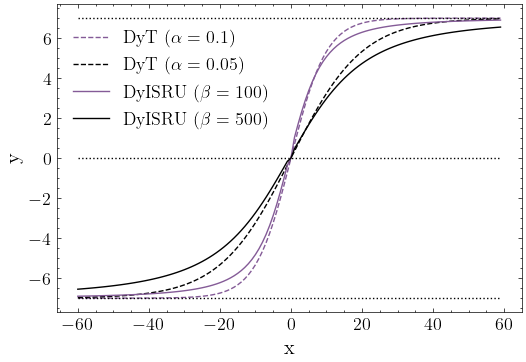 6
4
2
0
−2
−4
−6
y
DyT (α = 0.1)
DyT (α = 0.05)
DyISRU (β = 100)
DyISRU (β = 500)
−60 −40 −20 0 20 40 60
x